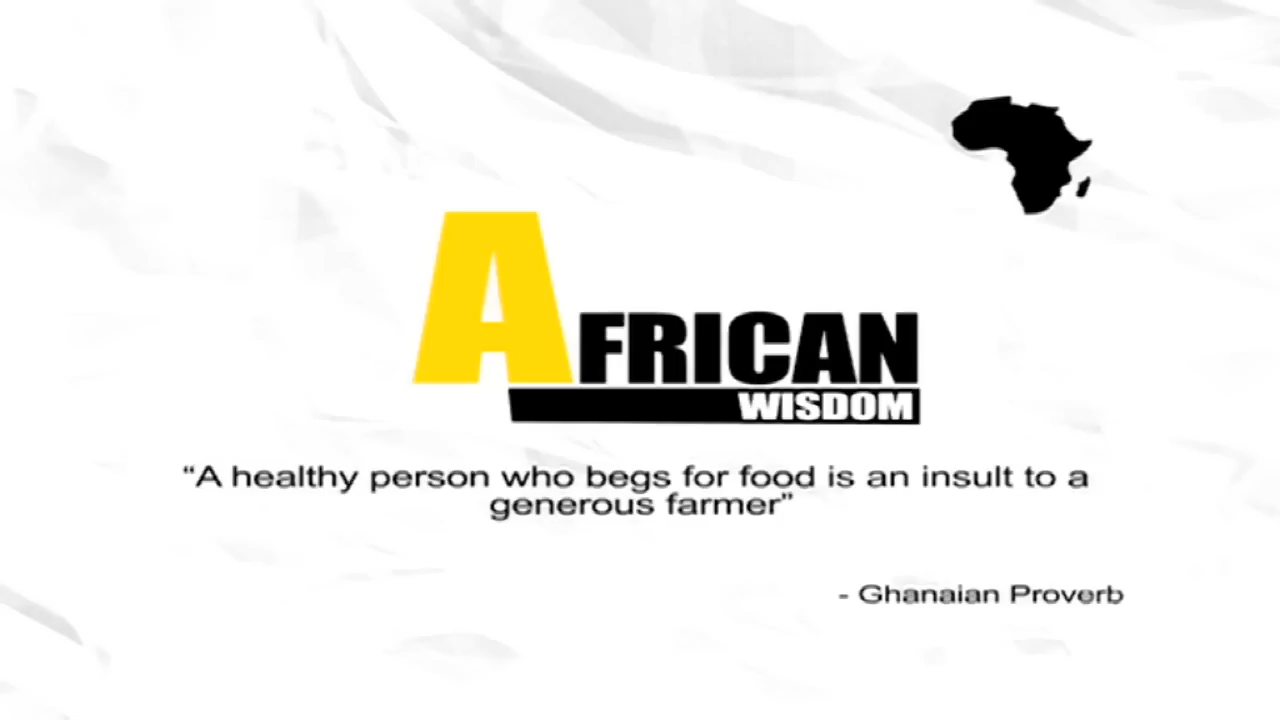 AFRICAN
WISDOM
“A healthy person who begs for food is an insult to a
generous farmer”
- Ghanaian Proverb